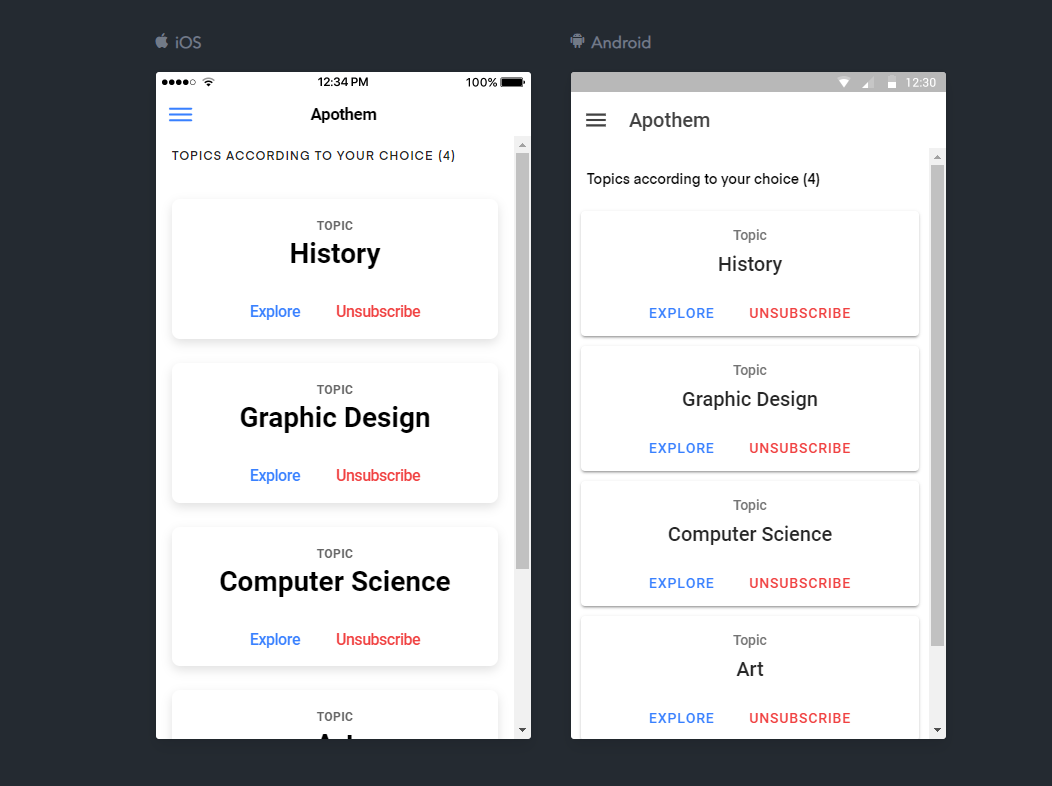 iOS
12:34 PM 100%
Apothem
TOPICS ACCORDING TO YOUR CHOICE (4)
TOPIC
History
Explore Unsubscribe
TOPIC
Graphic Design
Explore Unsubscribe
TOPIC
Computer Science
Explore Unsubscribe
TOPIC
Art
Android
12:30
Apothem
Topics according to your choice (4)
Topic
History
EXPLORE UNSUBSCRIBE
Topic
Graphic Design
EXPLORE UNSUBSCRIBE
Topic
Computer Science
EXPLORE UNSUBSCRIBE
Topic
Art
EXPLORE UNSUBSCRIBE